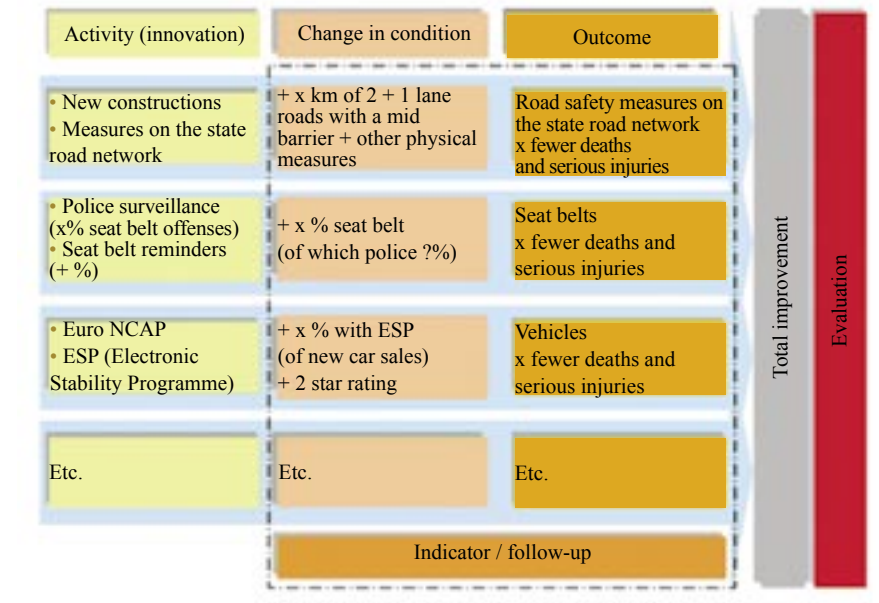 Activity (innovation)
Change in condition
Outcome
• New constructions
• Measures on the state
road network
+ x km of 2 + 1 lane
roads with a mid
barrier + other physical
measures
Road safety measures on
the state road network
x fewer deaths
and serious injuries
• Police surveillance
(x% seat belt offenses)
• Seat belt reminders
(+ %)
+ x % seat belt
(of which police ?%)
Seat belts
x fewer deaths and
serious injuries
• Euro NCAP
• ESP (Electronic
Stability Programme)
+ x % with ESP
(of new car sales)
+ 2 star rating
Vehicles
x fewer deaths and
serious injuries
Etc.
Etc.
Etc.
Indicator / follow-up
Total improvement
Evaluation